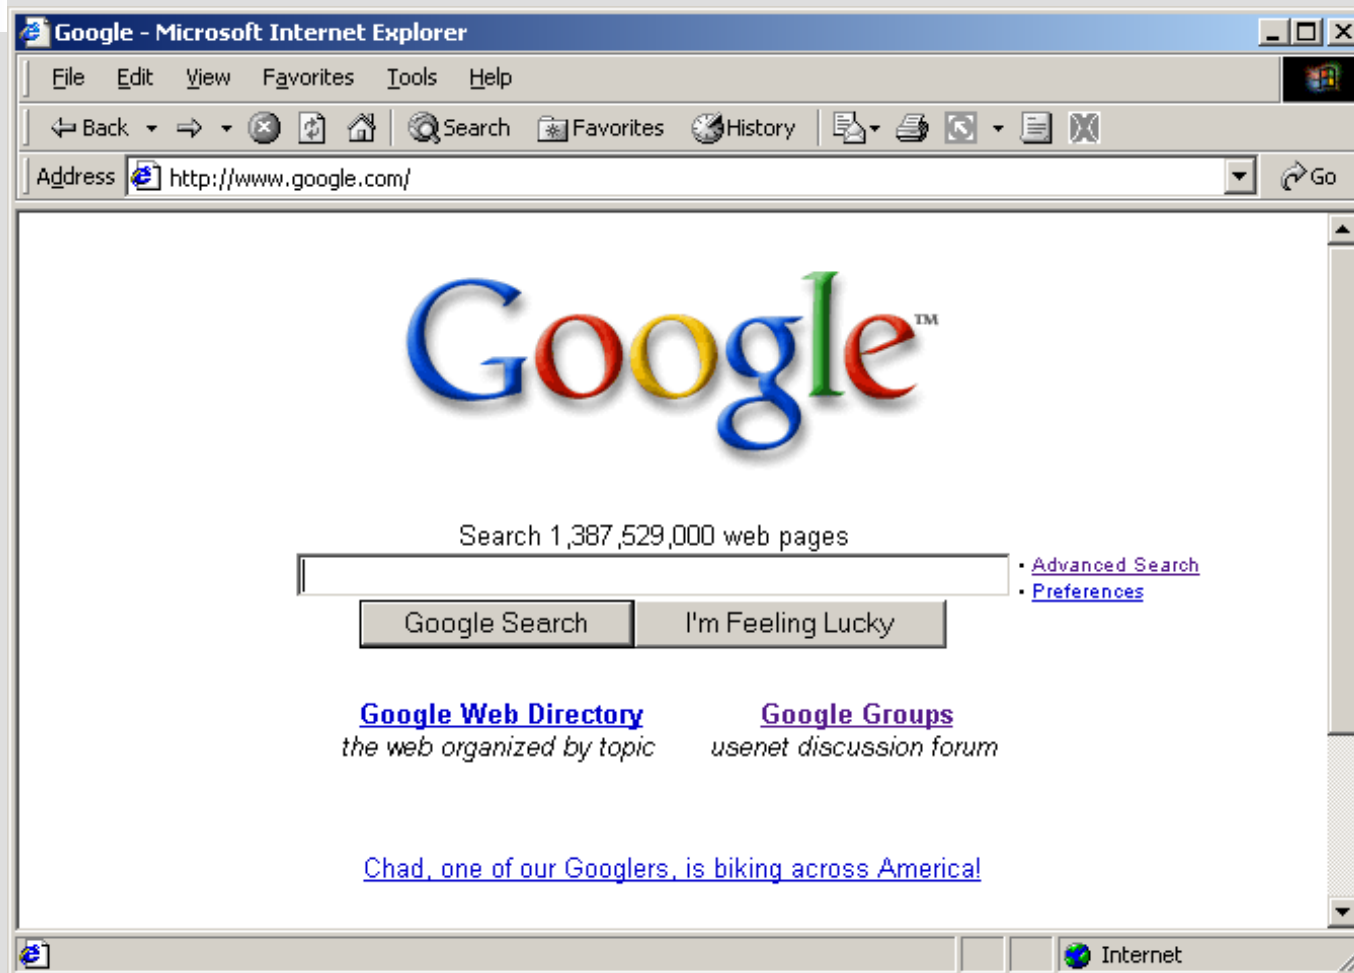 Google - Microsoft Internet Explorer
File Edit View Favorites Tools Help
Back Search Favorites History
Address http://www.google.com/ Go
Google™
Search 1,387,529,000 web pages
• Advanced Search
• Preferences
Google Search I'm Feeling Lucky
Google Web Directory Google Groups
the web organized by topic usenet discussion forum
Chad, one of our Googlers, is biking across America!
Internet